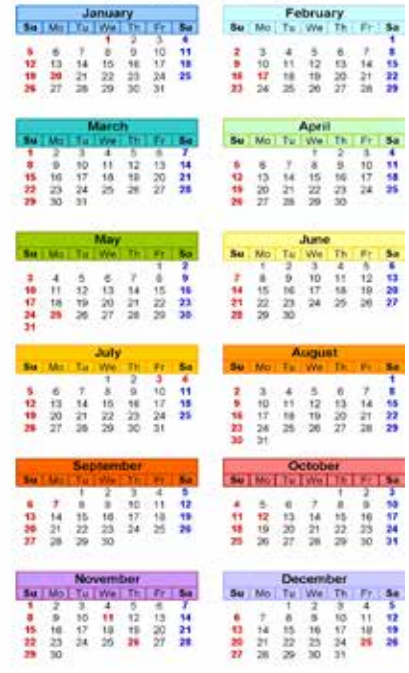 January
Su Mo Tu We Th Fr Sa
1 2 3 4
5 6 7 8 9 10 11
12 13 14 15 16 17 18
19 20 21 22 23 24 25
26 27 28 29 30 31
February
Su Mo Tu We Th Fr Sa
1
2 3 4 5 6 7 8
9 10 11 12 13 14 15
16 17 18 19 20 21 22
23 24 25 26 27 28 29
March
Su Mo Tu We Th Fr Sa
1 2 3 4 5 6 7
8 9 10 11 12 13 14
15 16 17 18 19 20 21
22 23 24 25 26 27 28
29 30 31
April
Su Mo Tu We Th Fr Sa
1 2 3 4
5 6 7 8 9 10 11
12 13 14 15 16 17 18
19 20 21 22 23 24 25
26 27 28 29 30
May
Su Mo Tu We Th Fr Sa
1 2
3 4 5 6 7 8 9
10 11 12 13 14 15 16
17 18 19 20 21 22 23
24 25 26 27 28 29 30
31
June
Su Mo Tu We Th Fr Sa
1 2 3 4 5 6
7 8 9 10 11 12 13
14 15 16 17 18 19 20
21 22 23 24 25 26 27
28 29 30
July
Su Mo Tu We Th Fr Sa
1 2 3 4
5 6 7 8 9 10 11
12 13 14 15 16 17 18
19 20 21 22 23 24 25
26 27 28 29 30 31
August
Su Mo Tu We Th Fr Sa
1
2 3 4 5 6 7 8
9 10 11 12 13 14 15
16 17 18 19 20 21 22
23 24 25 26 27 28 29
30 31
September
Su Mo Tu We Th Fr Sa
1 2 3 4 5
6 7 8 9 10 11 12
13 14 15 16 17 18 19
20 21 22 23 24 25 26
27 28 29 30
October
Su Mo Tu We Th Fr Sa
1 2 3
4 5 6 7 8 9 10
11 12 13 14 15 16 17
18 19 20 21 22 23 24
25 26 27 28 29 30 31
November
Su Mo Tu We Th Fr Sa
1 2 3 4 5 6 7
8 9 10 11 12 13 14
15 16 17 18 19 20 21
22 23 24 25 26 27 28
29 30
December
Su Mo Tu We Th Fr Sa
1 2 3 4 5
6 7 8 9 10 11 12
13 14 15 16 17 18 19
20 21 22 23 24 25 26
27 28 29 30 31